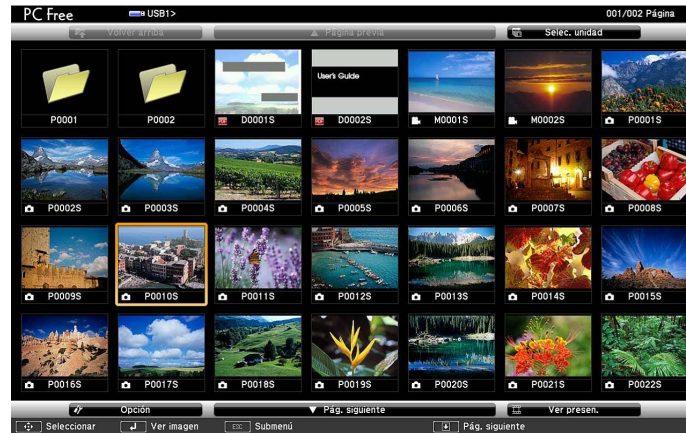 PC Free USB1> 001/002 Página
Volver arriba Página previa Selec. unidad
User's Guide
P0001 P0002 D0001S D0002S M0001S M0002S P0001S
P0002S P0003S P0004S P0005S P0006S P0007S P0008S
P0009S P0010S P0011S P0012S P0013S P0014S P0015S
P0016S P0017S P0018S P0019S P0020S P0021S P0022S
Opción Pág. siguiente Ver presen.
Seleccionar Ver imagen ESC Submenú Pág. siguiente